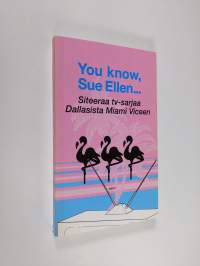 You know,
Sue Ellen...
Siteeraa tv-sarjaa
Dallasista Miami Viceen